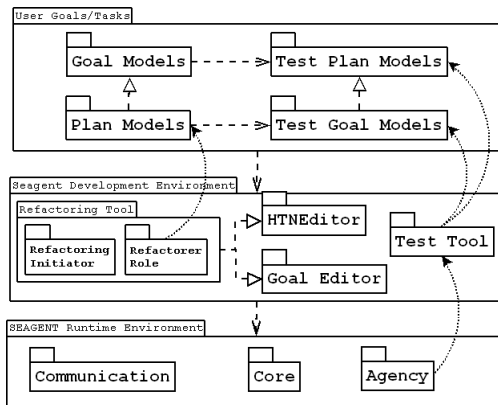 User Goals/Tasks
Goal Models
Test Plan Models
Plan Models
Test Goal Models
Seagent Development Environment
Refactoring Tool
HTNEditor
Refactoring
Initiator
Refactorer
Role
Test Tool
Goal Editor
SEAGENT Runtime Environment
Communication
Core
Agency